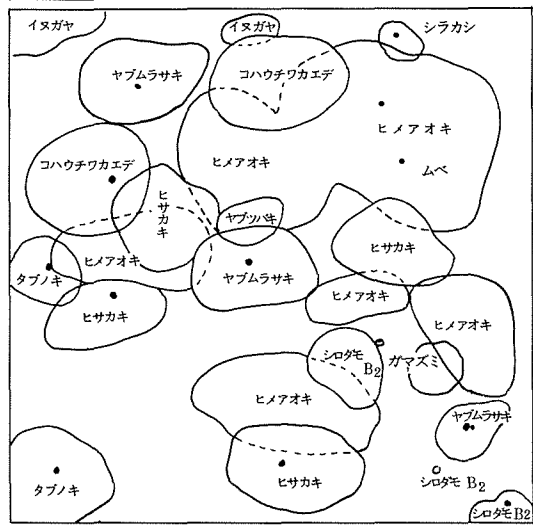 イヌガヤ
イヌガヤ
シラカシ
ヤブムラサキ
コハウチワカエデ
ヒメアオキ
ヒメアオキ
コハウチワカエデ
ムベ
ヒサカキ
ヤブツバキ
ヒサカキ
ヒメアオキ
タブノキ
ヤブムラサキ
ヒメアオキ
ヒサカキ
ヒメアオキ
シロダモ
B₂
ガマズミ
ヒメアオキ
ヤブムラサキ
タブノキ
ヒサカキ
シロダモ B₂
シロダモ B₂